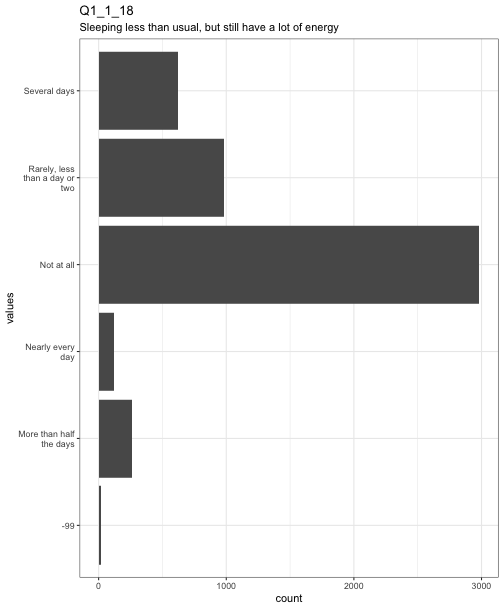 Q1_1_18
Sleeping less than usual, but still have a lot of energy
values
Several days
Rarely, less
than a day or
two
Not at all
Nearly every
day
More than half
the days
-99
0
1000
2000
3000
count